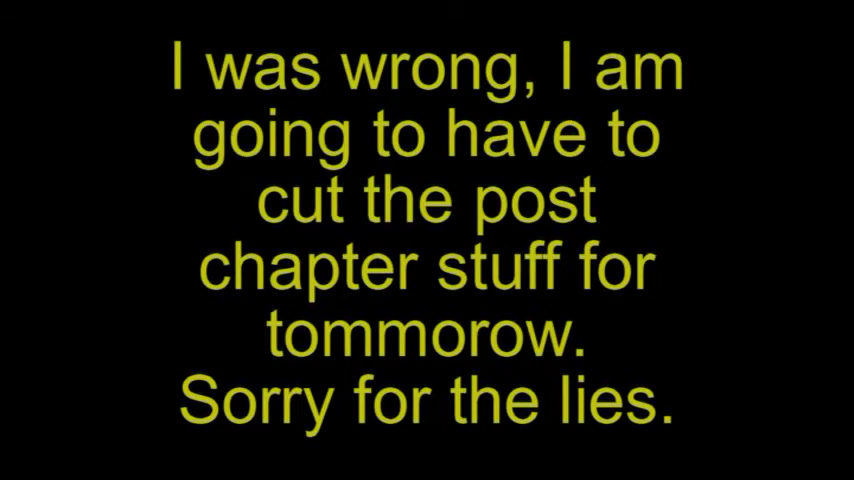 I was wrong, I am
going to have to
cut the post
chapter stuff for
tommorow.
Sorry for the lies.